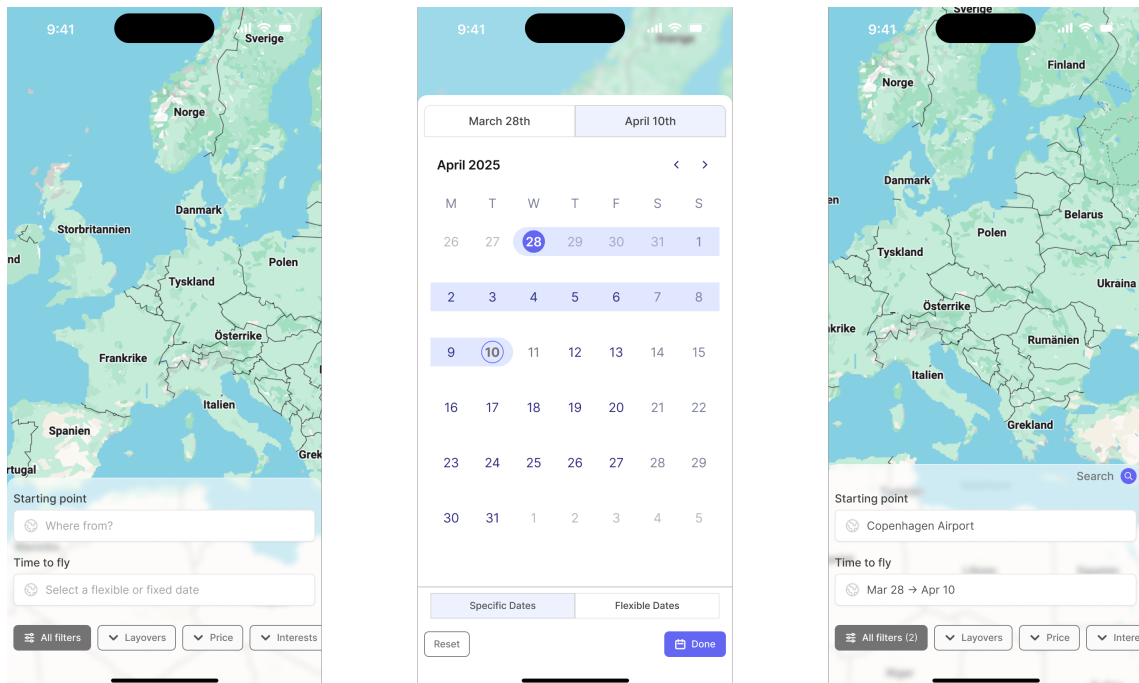 9:41
Sverige
Norge
Danmark
Storbritannien
nd
Polen
Tyskland
Österrike
Frankrike
Italien
Spanien
Grek
rtugal
Starting point
Where from?
Time to fly
Select a flexible or fixed date
All filters
Layovers
Price
Interests
9:41
March 28th
April 10th
April 2025
M T W T F S S
26 27 28 29 30 31 1
2 3 4 5 6 7 8
9 10 11 12 13 14 15
16 17 18 19 20 21 22
23 24 25 26 27 28 29
30 31 1 2 3 4 5
Specific Dates
Flexible Dates
Reset
Done
Sverige
9:41
Finland
Norge
Danmark
en
Belarus
Polen
Tyskland
Ukraina
Österrike
krike
Rumänien
Italien
Grekland
Search
Starting point
Copenhagen Airport
Time to fly
Mar 28 → Apr 10
All filters (2)
Layovers
Price
Intere